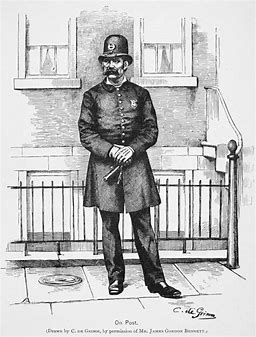 C. de Grimm
On Post.
(Drawn by C. de Grimm, by permission of Mr. James Gordon Bennett.)